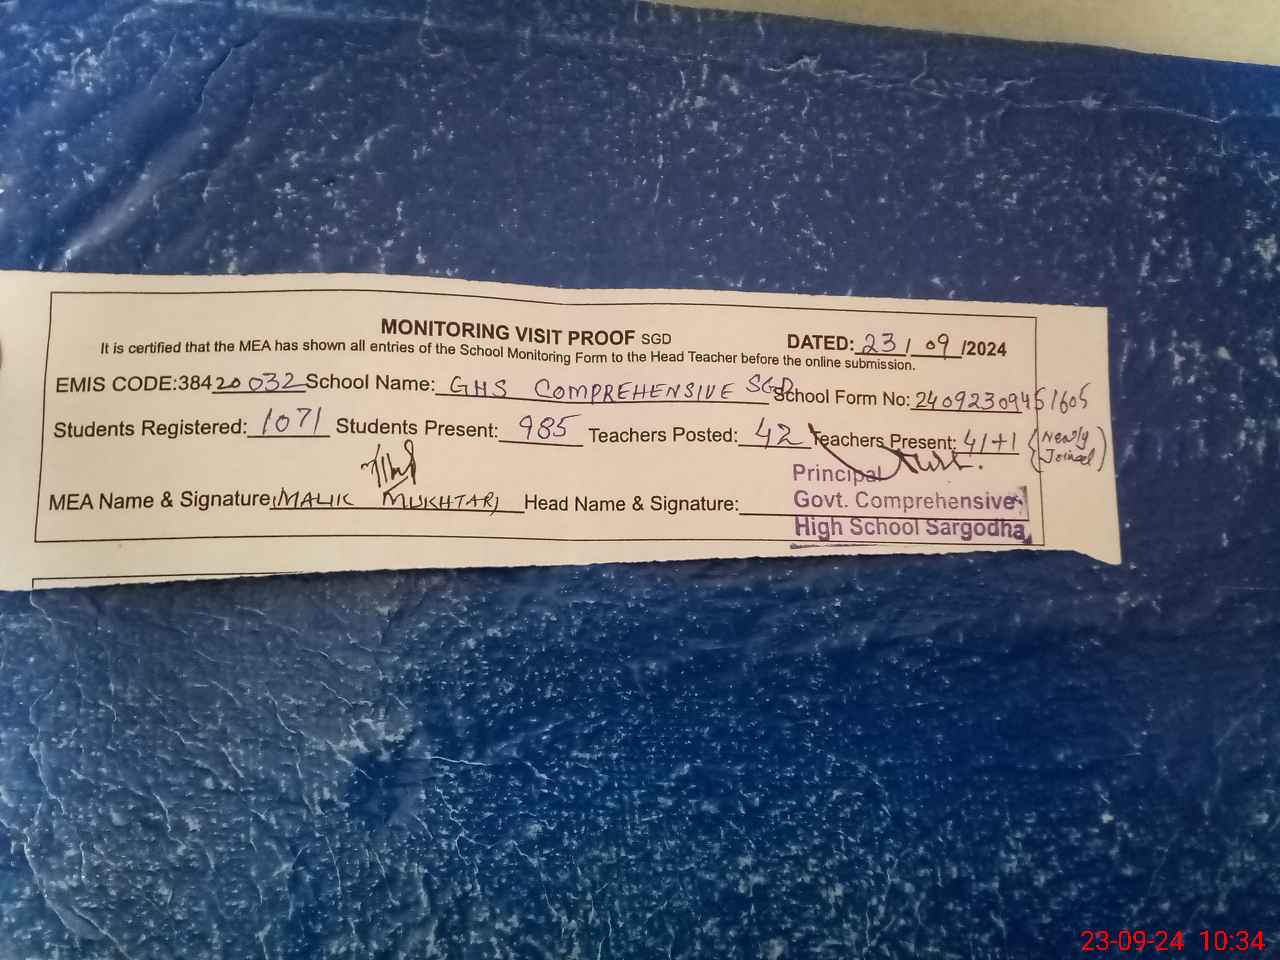 MONITORING VISIT PROOF SGD DATED: 23/09/2024
It is certified that the MEA has shown all entries of the School Monitoring Form to the Head Teacher before the online submission.
EMIS CODE:38420032 School Name: GHS COMPREHENSIVE SGD School Form No: 24092309451605
Students Registered: 1071 Students Present: 985 Teachers Posted: 42 Teachers Present: 41+1 (Newly Joined)
MEA Name & Signature (MALIK MUKHTAR) Head Name & Signature:
Principal
Govt. Comprehensive
High School Sargodha
23-09-24 10:34